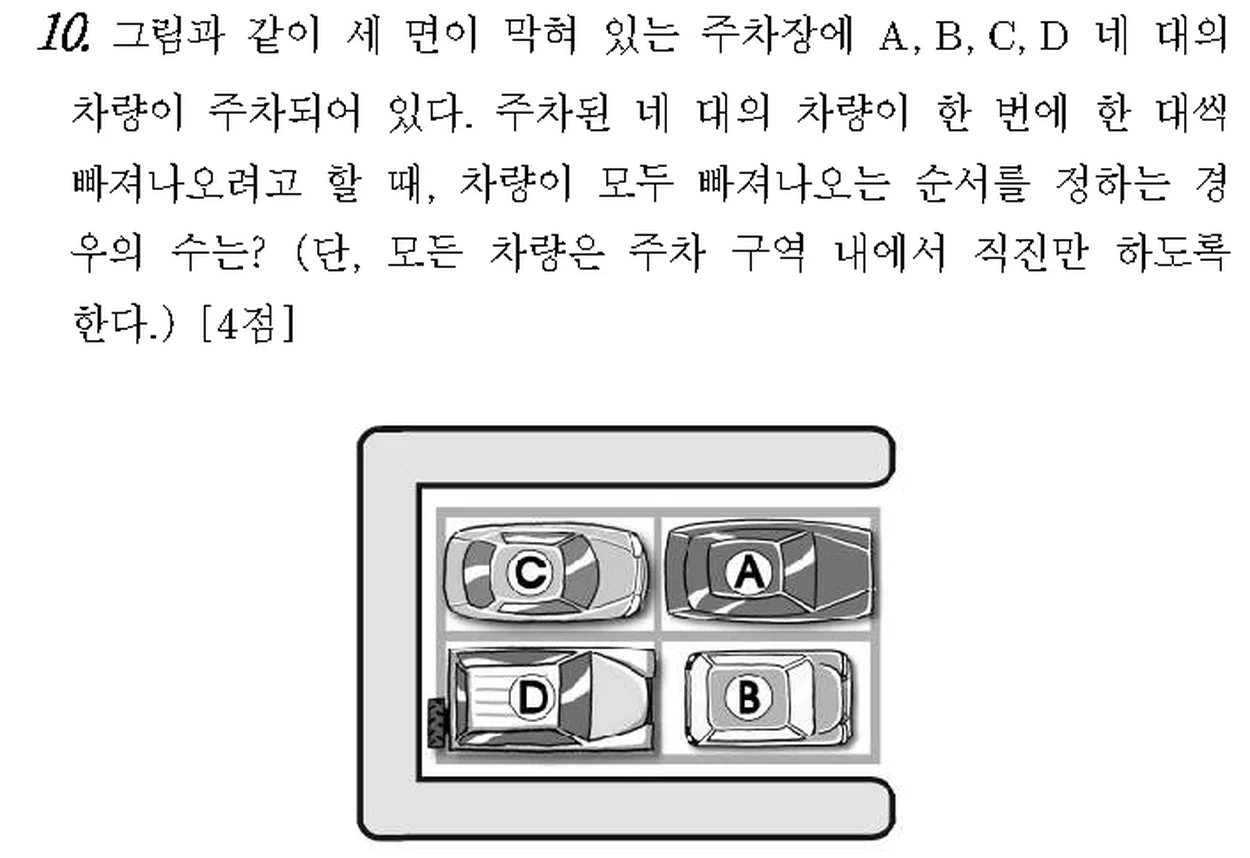 10. 그림과 같이 세 면이 막혀 있는 주차장에 A, B, C, D 네 대의
차량이 주차되어 있다. 주차된 네 대의 차량이 한 번에 한 대씩
빠져나오려고 할 때, 차량이 모두 빠져나오는 순서를 정하는 경
우의 수는? (단, 모든 차량은 주차 구역 내에서 직진만 하도록
한다.) [4점]
C A
D B